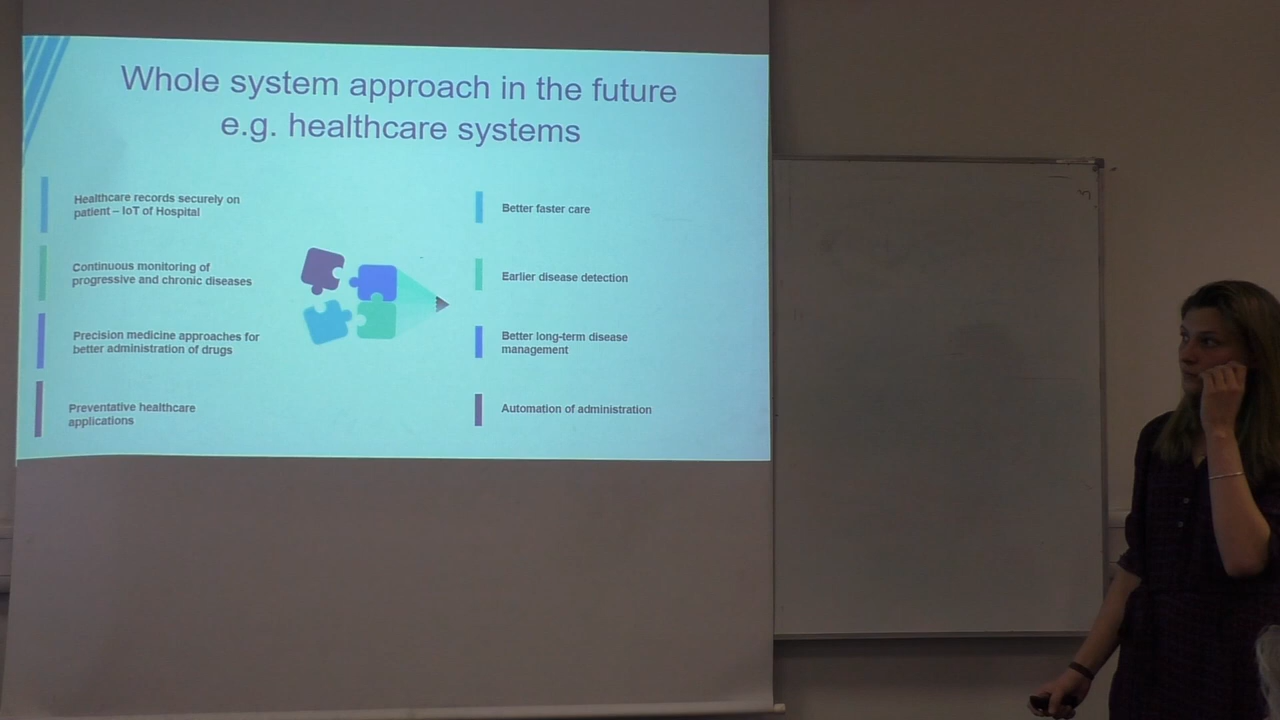 Whole system approach in the future
e.g. healthcare systems
Healthcare records securely on
patient – IoT of Hospital
Continuous monitoring of
progressive and chronic diseases
Precision medicine approaches for
better administration of drugs
Preventative healthcare
applications
Better faster care
Earlier disease detection
Better long-term disease
management
Automation of administration